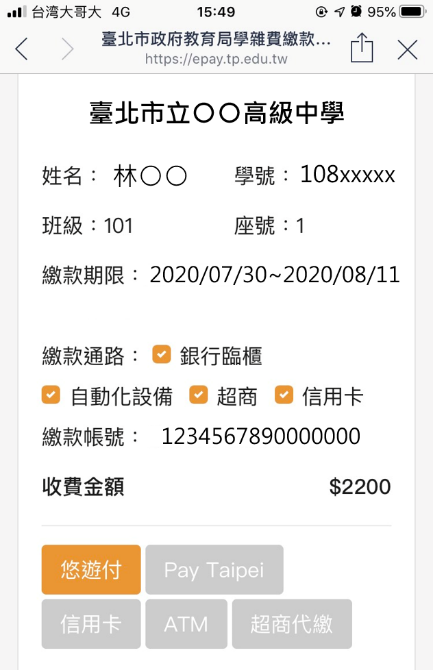 台湾大哥大 4G 15:49 95%
臺北市政府教育局學雜費繳款...
https://epay.tp.edu.tw
臺北市立〇〇高級中學
姓名： 林〇〇 學號： 108xxxxx
班級：101 座號：1
繳款期限： 2020/07/30~2020/08/11
繳款通路： 銀行臨櫃
自動化設備 超商 信用卡
繳款帳號： 1234567890000000
收費金額 $2200
悠遊付 Pay Taipei
信用卡 ATM 超商代繳